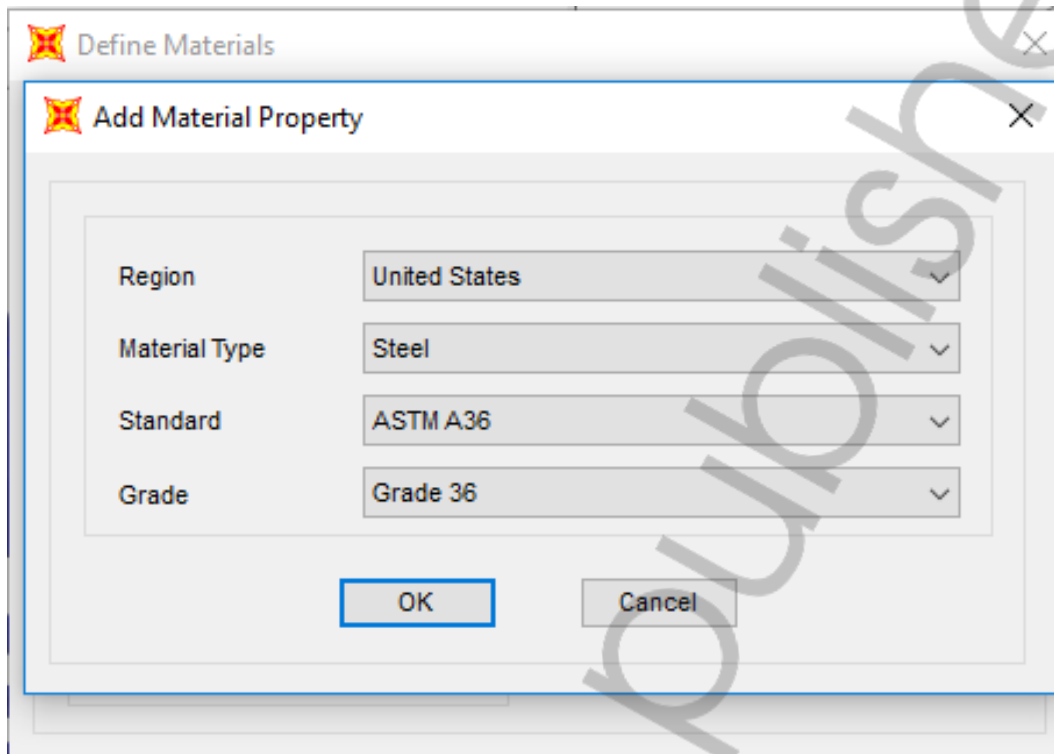 Define Materials
Add Material Property
Region United States
Material Type Steel
Standard ASTM A36
Grade Grade 36
OK Cancel
publishe